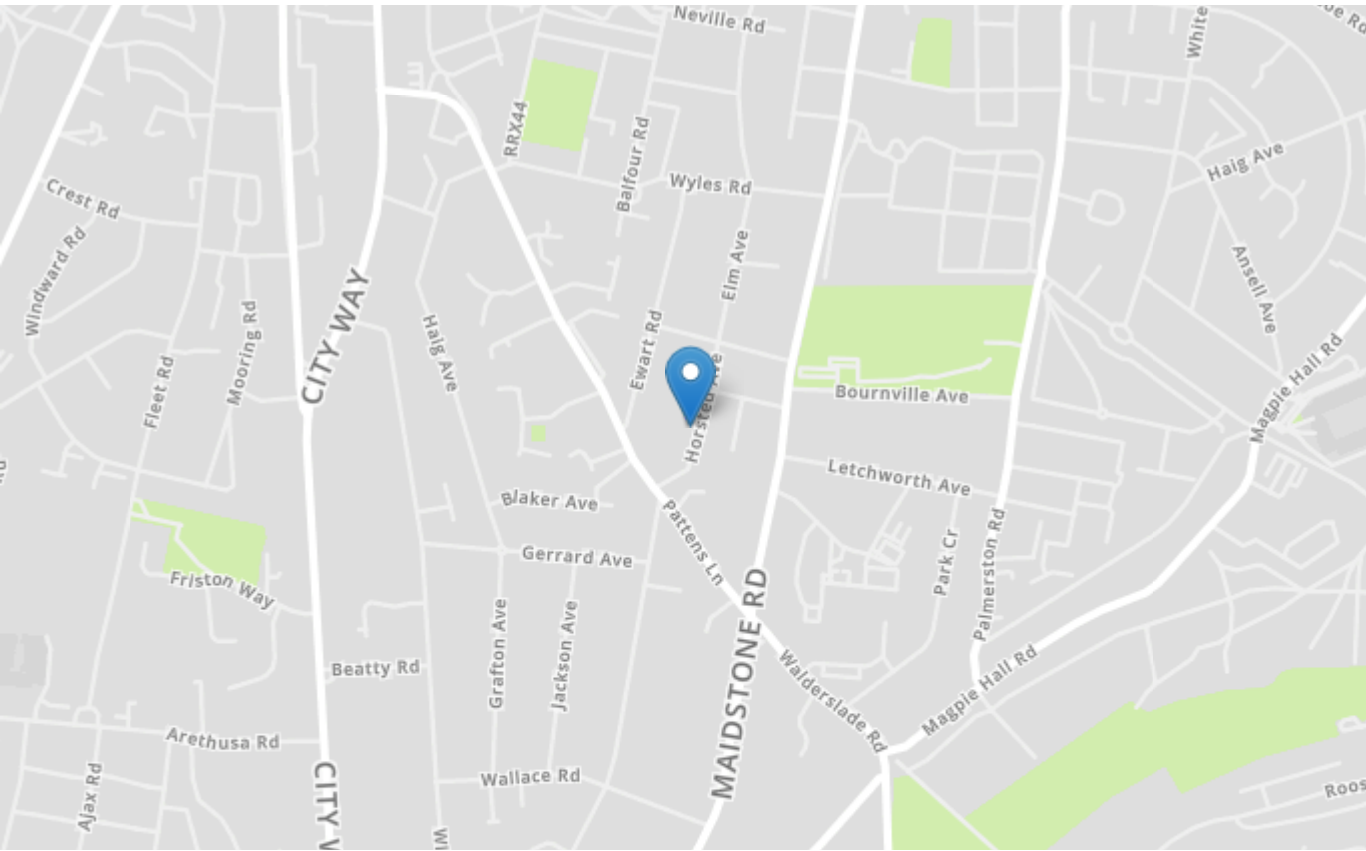 Neville Rd
White
RRX44
Balfour Rd
Haig Ave
Crest Rd
Wyles Rd
Windward Rd
Elm Ave
Ansell Ave
CITY WAY
Mooring Rd
Haig Ave
Ewart Rd
Fleet Rd
Horsted Ave
Bournville Ave
Magpie Hall Rd
Letchworth Ave
Blaker Ave
Pattens Ln
Gerrard Ave
Park Cr
Palmerston Rd
Friston Way
Grafton Ave
Jackson Ave
MAIDSTONE RD
Beatty Rd
Walderslade Rd
Magpie Hall Rd
Arethusa Rd
Wallace Rd
Ajax Rd
CITY
Roos